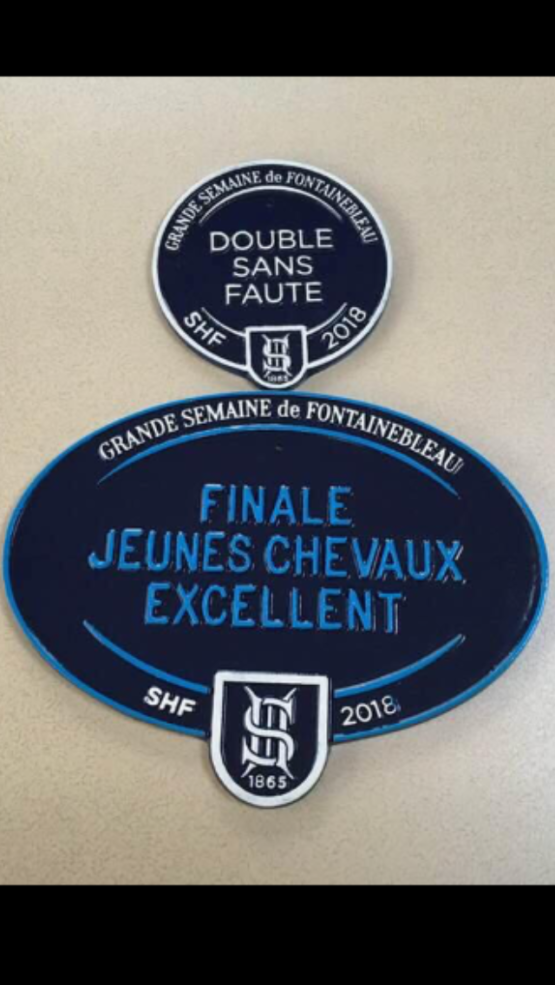 GRANDE SEMAINE de FONTAINEBLEAU
DOUBLE
SANS
FAUTE
SHF 2018
1865
GRANDE SEMAINE de FONTAINEBLEAU
FINALE
JEUNES CHEVAUX
EXCELLENT
SHF 2018
1865